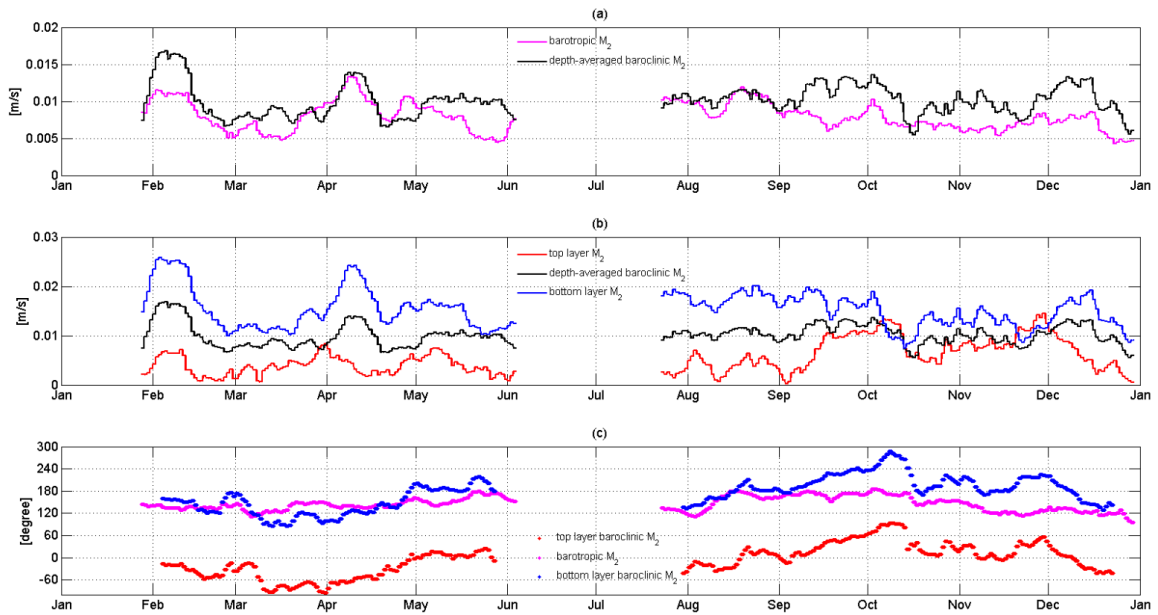 (a)
0.02
0.015
0.01
0.005
0
[m/s]
barotropic M2
depth-averaged baroclinic M2
Jan Feb Mar Apr May Jun Jul Aug Sep Oct Nov Dec Jan
(b)
0.03
0.02
0.01
0
[m/s]
top layer M2
depth-averaged baroclinic M2
bottom layer M2
Jan Feb Mar Apr May Jun Jul Aug Sep Oct Nov Dec Jan
(c)
300
240
180
120
60
0
-60
[degree]
top layer baroclinic M2
barotropic M2
bottom layer baroclinic M2
Jan Feb Mar Apr May Jun Jul Aug Sep Oct Nov Dec Jan